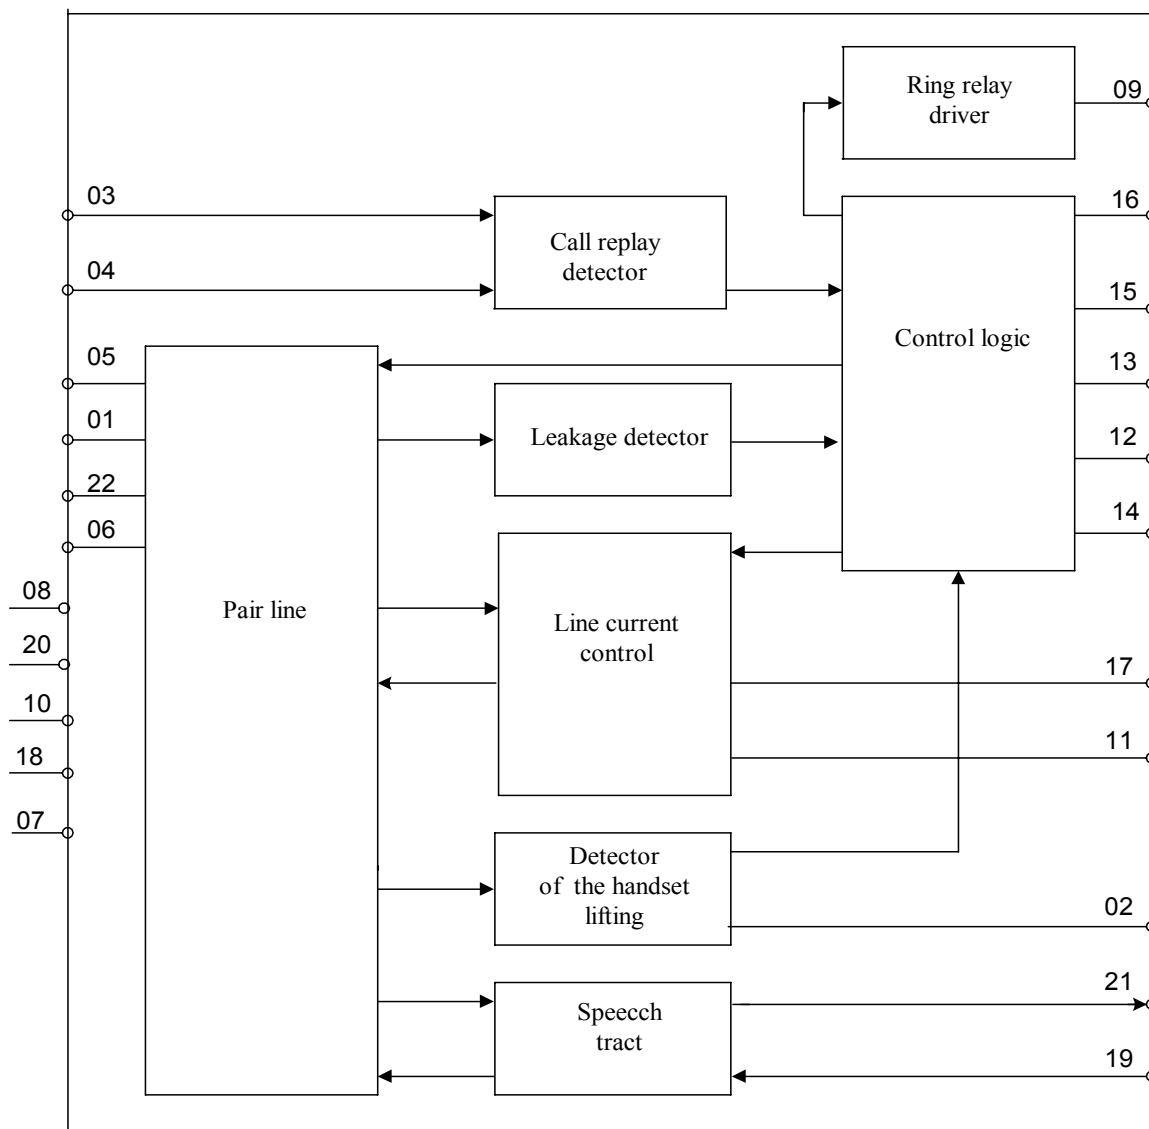 Ring relay
driver
09
03
16
Call replay
detector
04
15
Control logic
05
13
01
Leakage detector
12
22
14
06
08
Pair line
Line current
control
20
17
10
11
18
07
Detector
of the handset
lifting
02
21
Speecch
tract
19